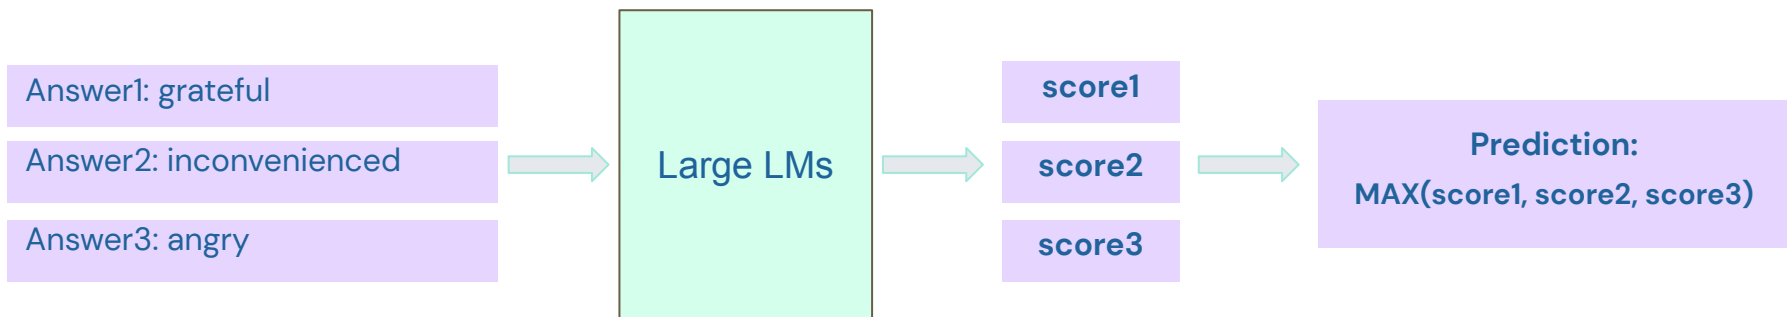 Answer1: grateful
Answer2: inconvenienced
Answer3: angry
Large LMs
score1
score2
score3
Prediction:
MAX(score1, score2, score3)